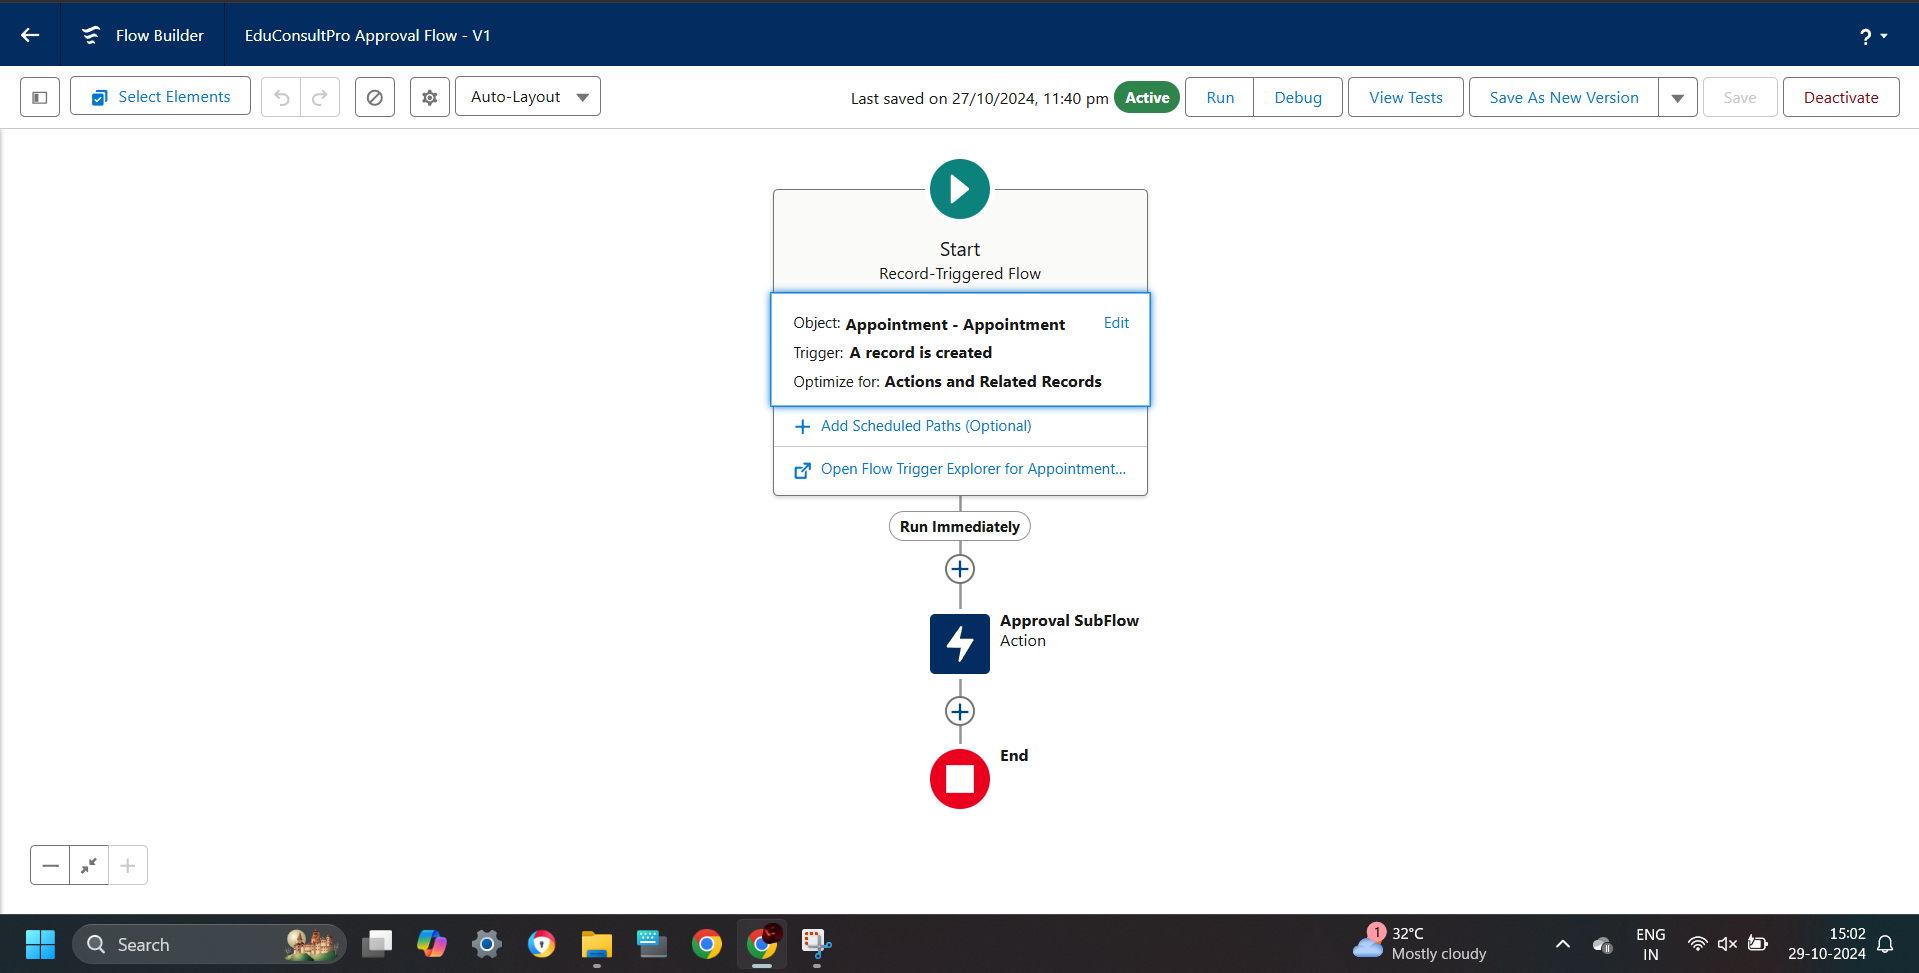 Flow Builder
EduConsultPro Approval Flow - V1
?
Select Elements
Auto-Layout
Last saved on 27/10/2024, 11:40 pm
Active
Run
Debug
View Tests
Save As New Version
Save
Deactivate
Start
Record-Triggered Flow
Object: Appointment - Appointment
Edit
Trigger: A record is created
Optimize for: Actions and Related Records
Add Scheduled Paths (Optional)
Open Flow Trigger Explorer for Appointment...
Run Immediately
Approval SubFlow
Action
End
Search
1
32°C
Mostly cloudy
ENG
IN
15:02
29-10-2024